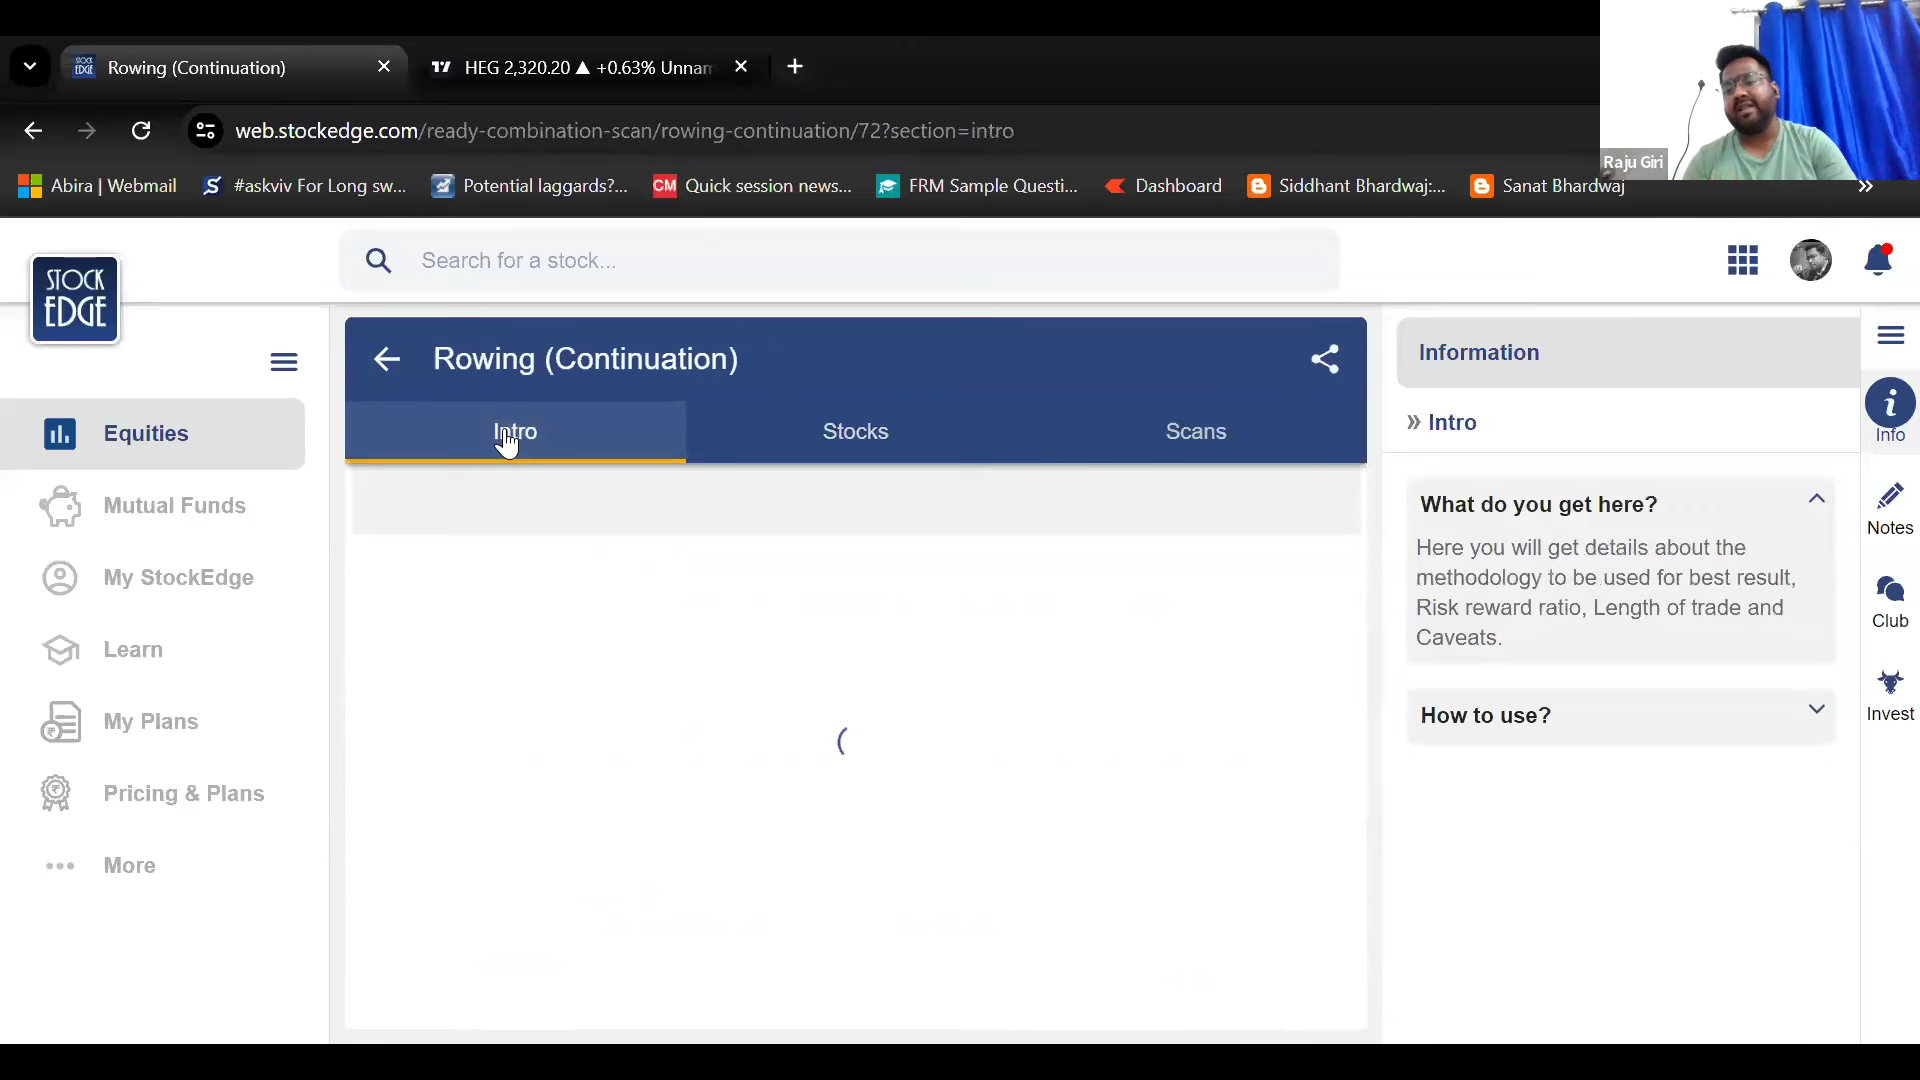 Rowing (Continuation)
HEG 2,320.20 ▲ +0.63% Unnam
web.stockedge.com/ready-combination-scan/rowing-continuation/72?section=intro
Abira | Webmail
#askviv For Long sw...
Potential laggards?...
CM Quick session news...
FRM Sample Questi...
Dashboard
Siddhant Bhardwaj:...
Sanat Bhardwaj
Raju Giri
STOCK
EDGE
Search for a stock...
Equities
Mutual Funds
My StockEdge
Learn
My Plans
Pricing & Plans
More
Rowing (Continuation)
Intro
Stocks
Scans
Information
» Intro
What do you get here?
Here you will get details about the
methodology to be used for best result,
Risk reward ratio, Length of trade and
Caveats.
How to use?
Info
Notes
Club
Invest